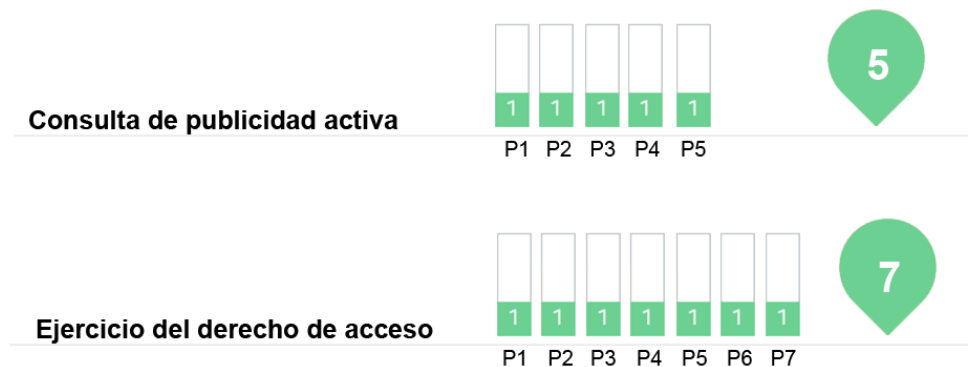 5
1 1 1 1 1
Consulta de publicidad activa
P1 P2 P3 P4 P5
7
1 1 1 1 1 1 1
Ejercicio del derecho de acceso
P1 P2 P3 P4 P5 P6 P7